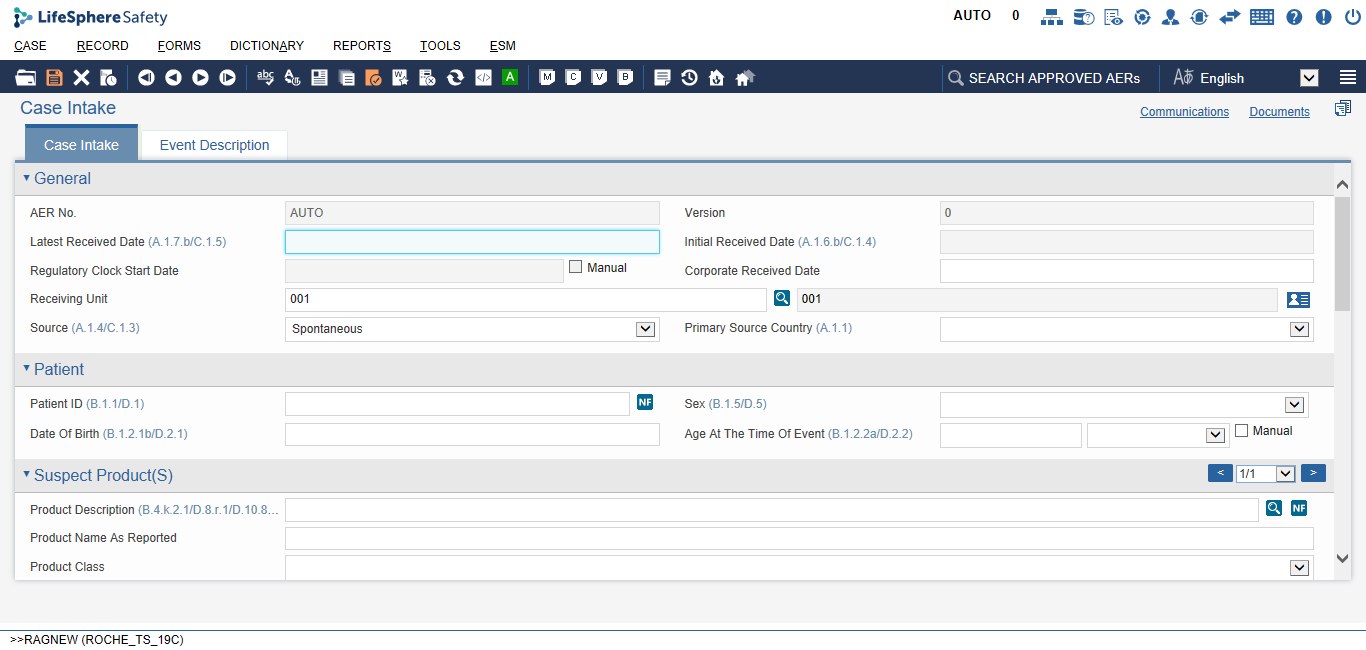 LifeSphereSafety
AUTO 0
CASE RECORD FORMS DICTIONARY REPORTS TOOLS ESM
abc A W </> A M C V B SEARCH APPROVED AERs English
Case Intake
Communications Documents
Case Intake Event Description
General
AER No. AUTO Version 0
Latest Received Date (A.1.7.b/C.1.5) Initial Received Date (A.1.6.b/C.1.4)
Regulatory Clock Start Date Manual Corporate Received Date
Receiving Unit 001 001
Source (A.1.4/C.1.3) Spontaneous Primary Source Country (A.1.1)
Patient
Patient ID (B.1.1/D.1) NF Sex (B.1.5/D.5)
Date Of Birth (B.1.2.1b/D.2.1) Age At The Time Of Event (B.1.2.2a/D.2.2) Manual
Suspect Product(S) < 1/1 >
Product Description (B.4.k.2.1/D.8.r.1/D.10.8... NF
Product Name As Reported
Product Class
>>RAGNEW (ROCHE_TS_19C)